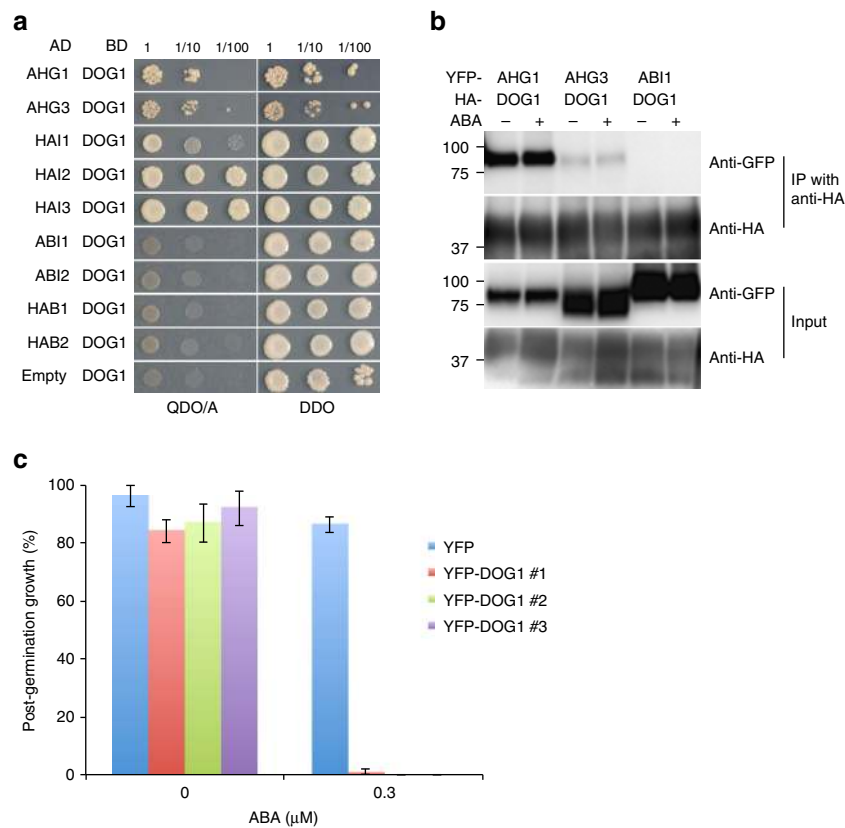 a
AD BD 1 1/10 1/100 1 1/10 1/100
AHG1 DOG1
AHG3 DOG1
HAI1 DOG1
HAI2 DOG1
HAI3 DOG1
ABI1 DOG1
ABI2 DOG1
HAB1 DOG1
HAB2 DOG1
Empty DOG1
QDO/A DDO
b
YFP- AHG1 AHG3 ABI1
HA- DOG1 DOG1 DOG1
ABA – + – + – +
100
75
Anti-GFP
37
Anti-HA
IP with
anti-HA
100
75
Anti-GFP
37
Anti-HA
Input
c
Post-germination growth (%)
100
80
60
40
20
0
0 0.3
ABA (μM)
YFP
YFP-DOG1 #1
YFP-DOG1 #2
YFP-DOG1 #3